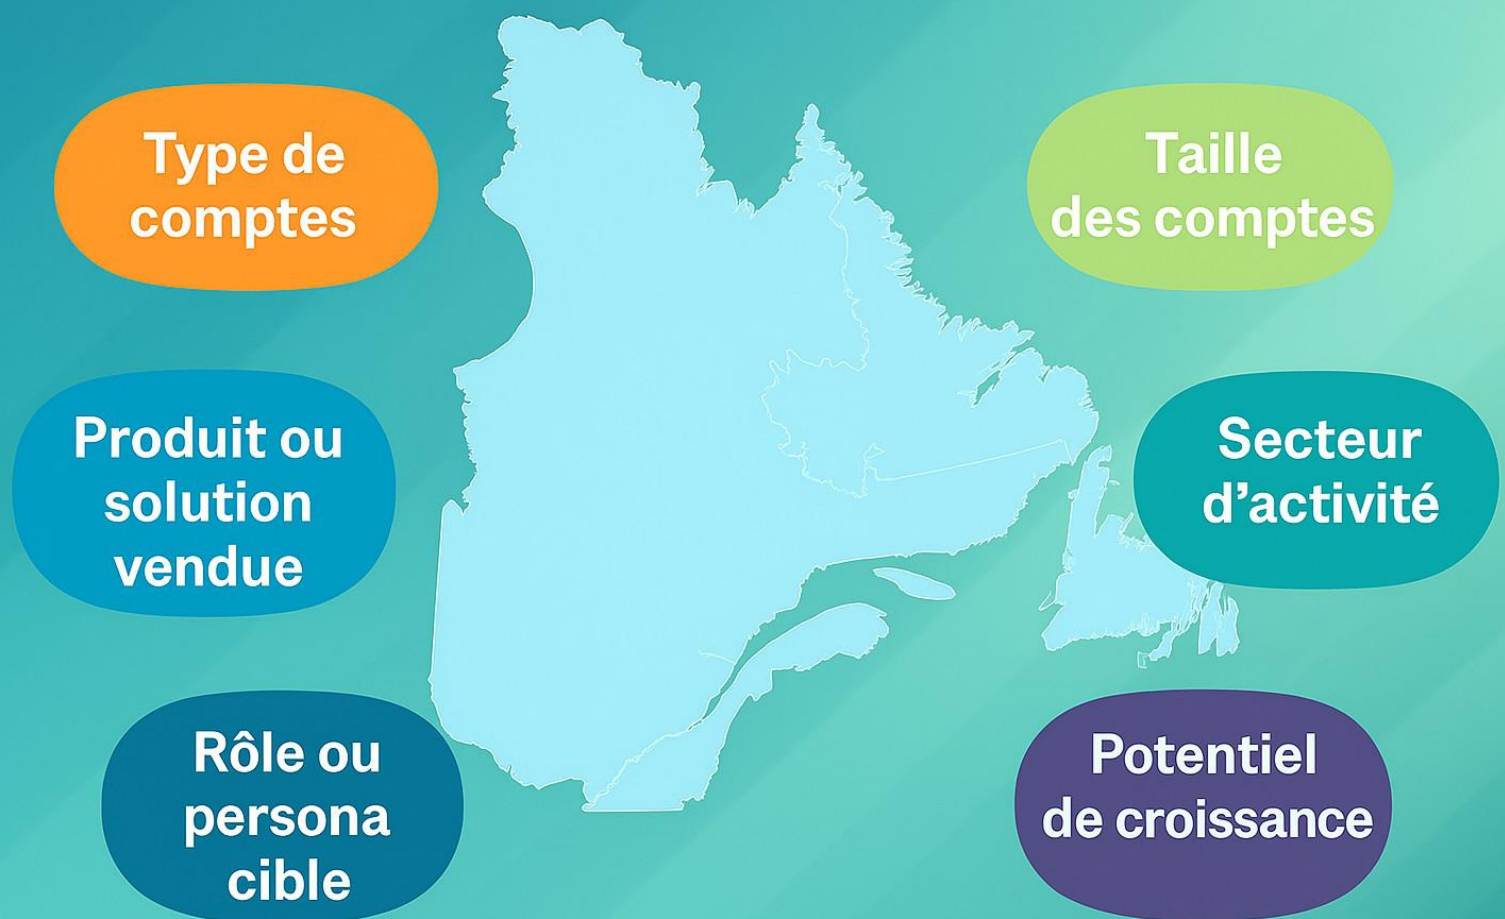 Type de
comptes
Taille
des comptes
Produit ou
solution
vendue
Secteur
d’activité
Rôle ou
persona
cible
Potentiel
de croissance